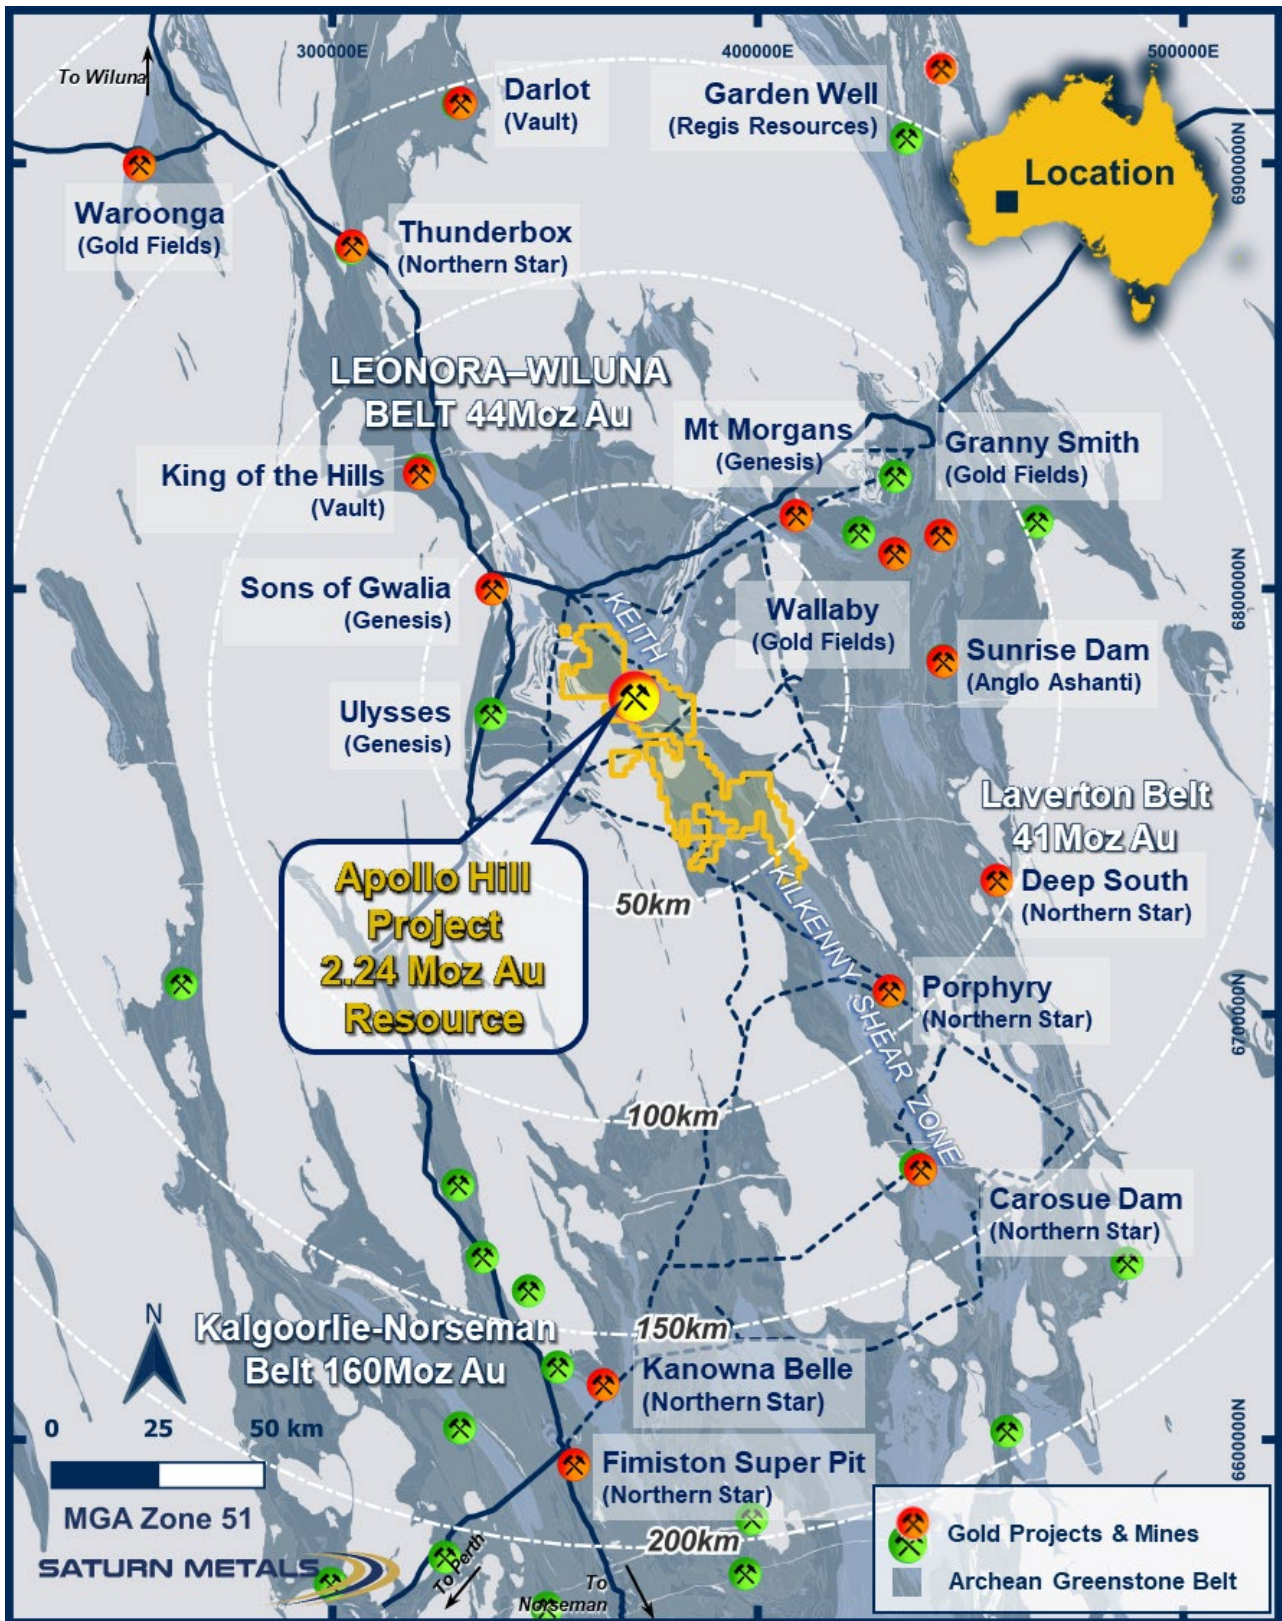 300000E
400000E
500000E
To Wiluna
Darlot
(Vault)
Garden Well
(Regis Resources)
6900000N
Location
Waroonga
(Gold Fields)
Thunderbox
(Northern Star)
LEONORA–WILUNA
BELT 44Moz Au
Mt Morgans
(Genesis)
Granny Smith
(Gold Fields)
King of the Hills
(Vault)
Sons of Gwalia
(Genesis)
KEITH
Wallaby
(Gold Fields)
6800000N
Sunrise Dam
(Anglo Ashanti)
Ulysses
(Genesis)
Laverton Belt
41Moz Au
Apollo Hill
Project
2.24 Moz Au
Resource
50km
KILKENNY SHEAR ZONE
Deep South
(Northern Star)
Porphyry
(Northern Star)
6700000N
100km
Carosue Dam
(Northern Star)
N
Kalgoorlie-Norseman
Belt 160Moz Au
150km
Kanowna Belle
(Northern Star)
0 25 50 km
6600000N
Fimiston Super Pit
(Northern Star)
MGA Zone 51
200km
Gold Projects & Mines
Archean Greenstone Belt
SATURN METALS
To Perth
To
Norseman